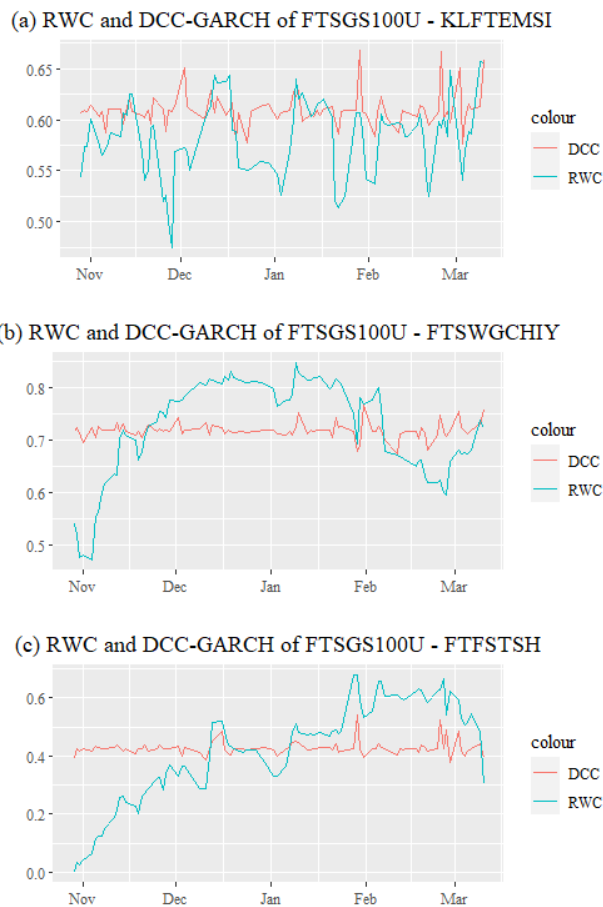 (a) RWC and DCC-GARCH of FTSGS100U - KLFTEMSI
0.65
0.60
0.55
0.50
Nov Dec Jan Feb Mar
colour
DCC
RWC
(b) RWC and DCC-GARCH of FTSGS100U - FTSWGCHIY
0.8
0.7
0.6
0.5
Nov Dec Jan Feb Mar
colour
DCC
RWC
(c) RWC and DCC-GARCH of FTSGS100U - FTFSTSH
0.6
0.4
0.2
0.0
Nov Dec Jan Feb Mar
colour
DCC
RWC